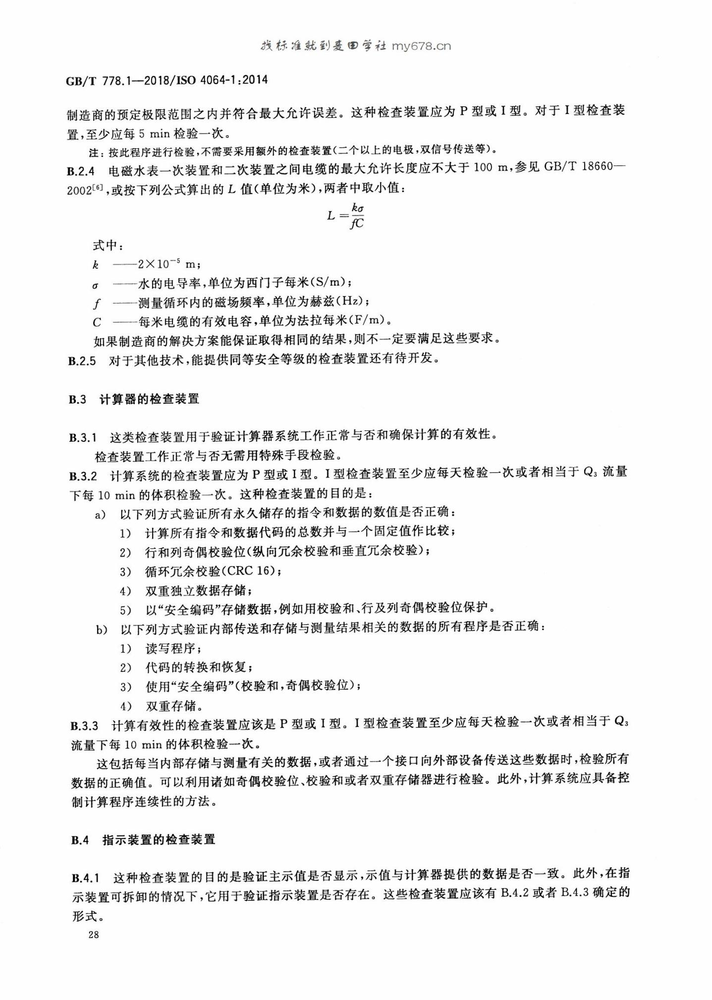 找标准就到麦田学社 my678.cn
GB/T 778.1—2018/ISO 4064-1:2014
制造商的预定极限范围之内并符合最大允许误差。这种检查装置应为 P 型或 I 型。对于 I 型检查装
置,至少应每 5 min 检验一次。
注:按此程序进行检验,不需要采用额外的检查装置(二个以上的电极,双信号传送等)。
B.2.4 电磁水表一次装置和二次装置之间电缆的最大允许长度应不大于 100 m,参见 GB/T 18660—
2002[6],或按下列公式算出的 L 值(单位为米),两者中取小值:
L = kσ/fC
式中:
k ——2×10⁻⁵ m;
σ ——水的电导率,单位为西门子每米(S/m);
f ——测量循环内的磁场频率,单位为赫兹(Hz);
C ——每米电缆的有效电容,单位为法拉每米(F/m)。
如果制造商的解决方案能保证取得相同的结果,则不一定要满足这些要求。
B.2.5 对于其他技术,能提供同等安全等级的检查装置还有待开发。
B.3 计算器的检查装置
B.3.1 这类检查装置用于验证计算器系统工作正常与否和确保计算的有效性。
检查装置工作正常与否无需用特殊手段检验。
B.3.2 计算系统的检查装置应为 P 型或 I 型。I 型检查装置至少应每天检验一次或者相当于 Q₃ 流量
下每 10 min 的体积检验一次。这种检查装置的目的是:
a) 以下列方式验证所有永久储存的指令和数据的数值是否正确:
1) 计算所有指令和数据代码的总数并与一个固定值作比较;
2) 行和列奇偶校验位(纵向冗余校验和垂直冗余校验);
3) 循环冗余校验(CRC 16);
4) 双重独立数据存储;
5) 以“安全编码”存储数据,例如用校验和、行及列奇偶校验位保护。
b) 以下列方式验证内部传送和存储与测量结果相关的数据的所有程序是否正确:
1) 读写程序;
2) 代码的转换和恢复;
3) 使用“安全编码”(校验和,奇偶校验位);
4) 双重存储。
B.3.3 计算有效性的检查装置应该是 P 型或 I 型。I 型检查装置至少应每天检验一次或者相当于 Q₃
流量下每 10 min 的体积检验一次。
这包括每当内部存储与测量有关的数据,或者通过一个接口向外部设备传送这些数据时,检验所有
数据的正确值。可以利用诸如奇偶校验位、校验和或者双重存储器进行检验。此外,计算系统应具备控
制计算程序连续性的方法。
B.4 指示装置的检查装置
B.4.1 这种检查装置的目的是验证主示值是否显示,示值与计算器提供的数据是否一致。此外,在指
示装置可拆卸的情况下,它用于验证指示装置是否存在。这些检查装置应该有 B.4.2 或者 B.4.3 确定的
形式。
28